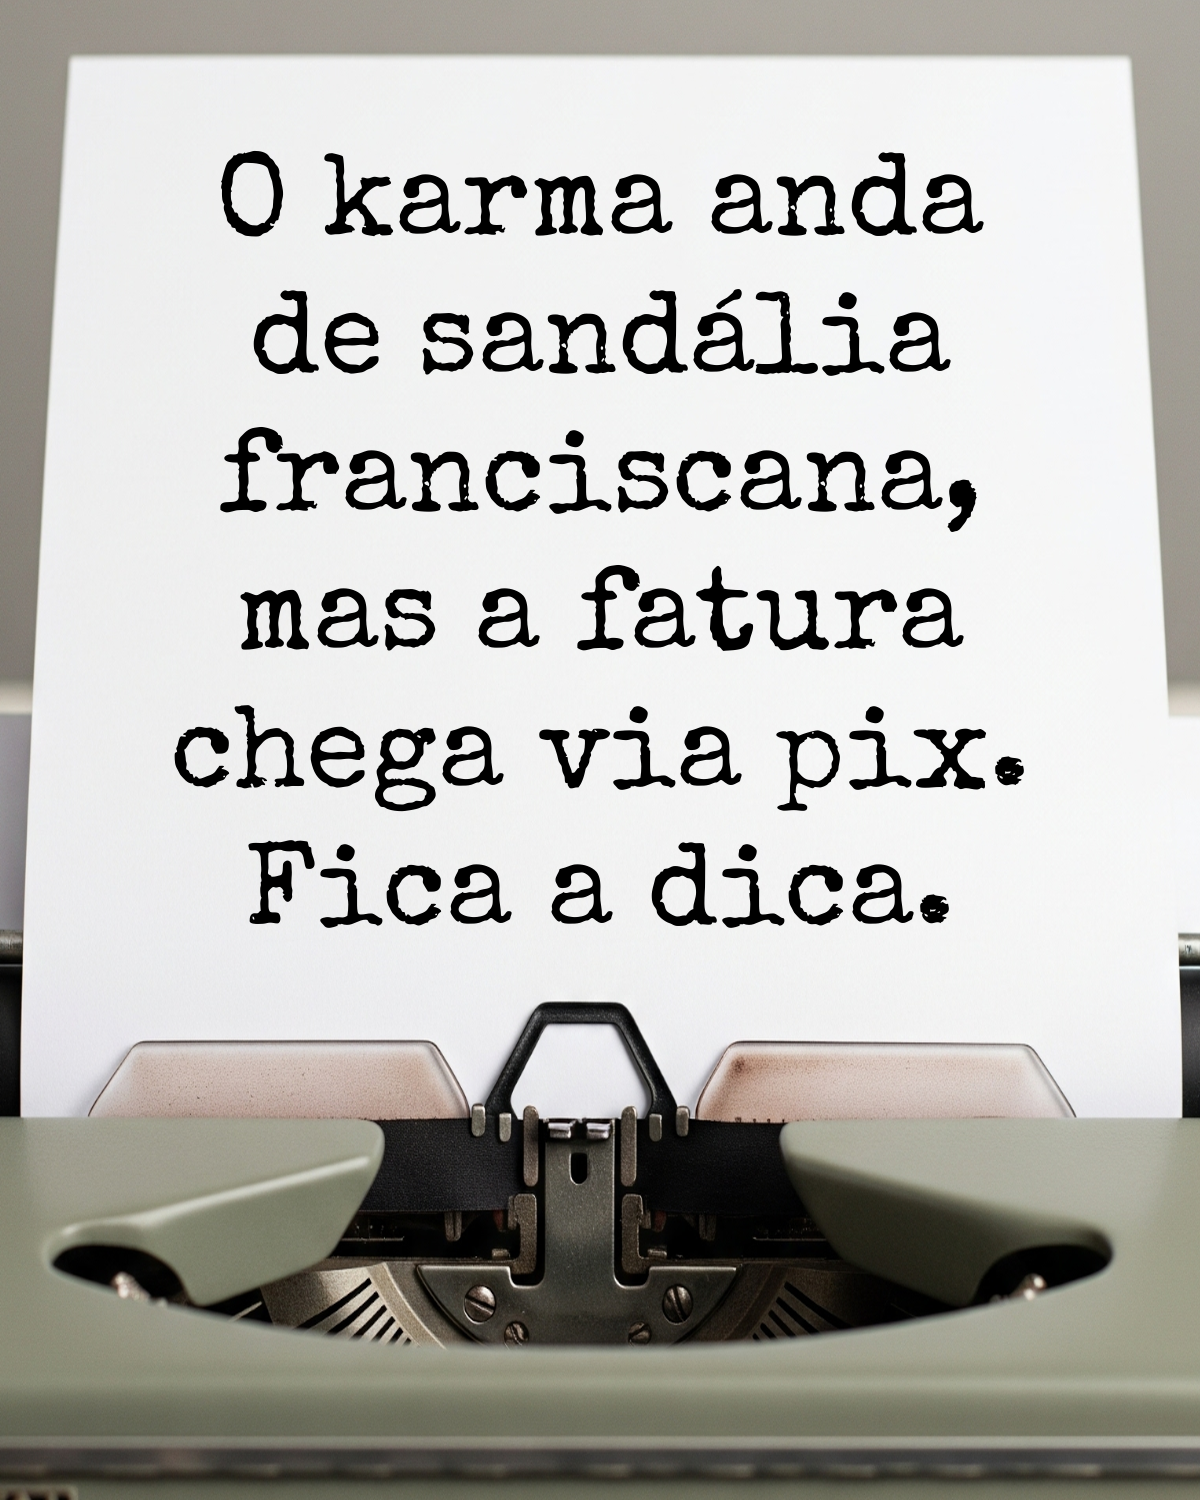 O karma anda
de sandália
franciscana,
mas a fatura
chega via pix.
Fica a dica.